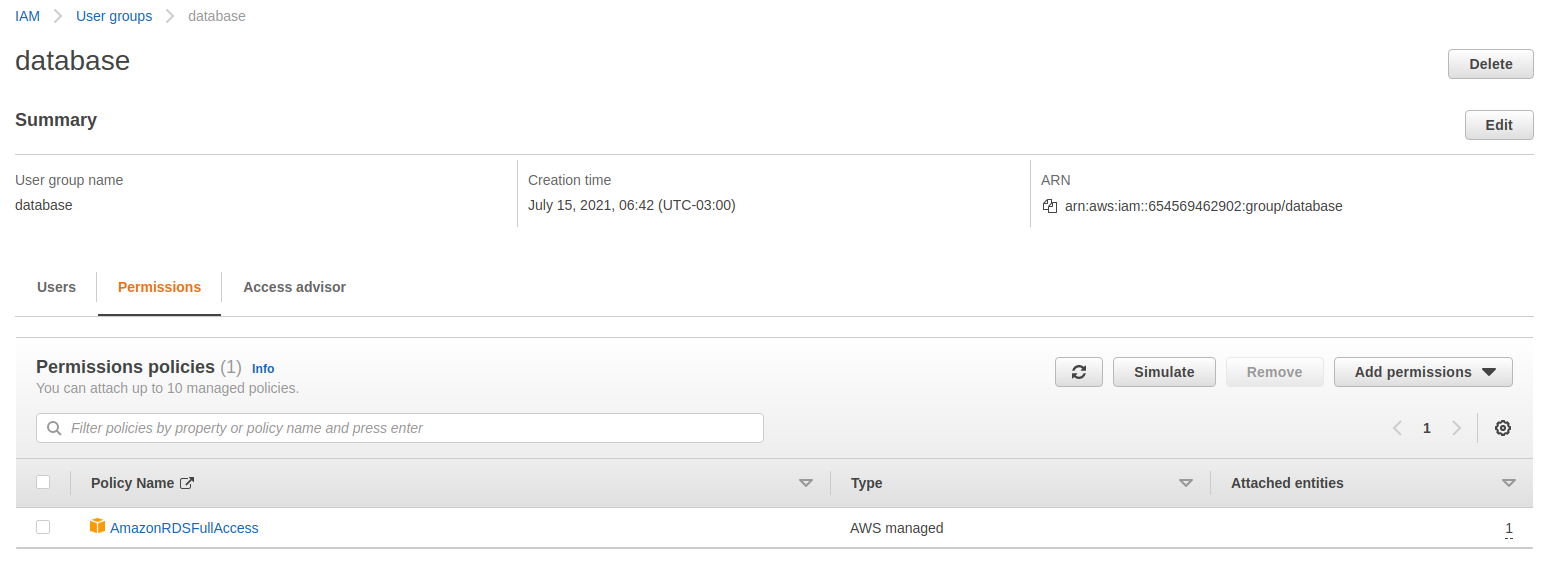 IAM > User groups > database
database
Delete
Summary
Edit
User group name
database
Creation time
July 15, 2021, 06:42 (UTC-03:00)
ARN
arn:aws:iam::654569462902:group/database
Users
Permissions
Access advisor
Permissions policies (1) Info
You can attach up to 10 managed policies.
Simulate
Remove
Add permissions
Filter policies by property or policy name and press enter
1
Policy Name
Type
Attached entities
AmazonRDSFullAccess
AWS managed
1